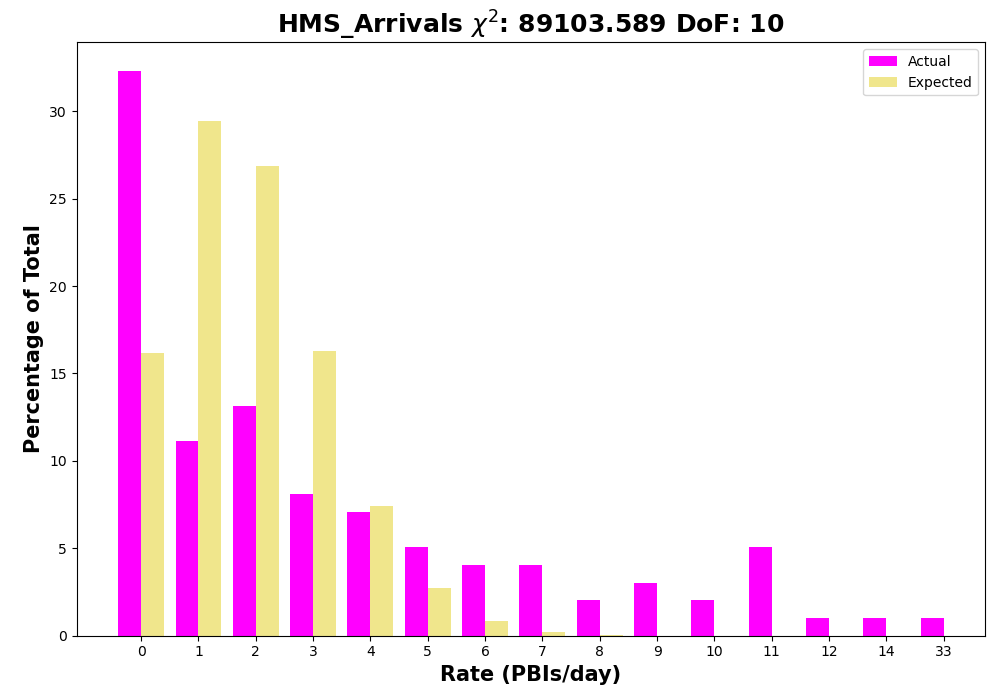 HMS_Arrivals χ²: 89103.589 DoF: 10
Actual
Expected
Percentage of Total
30
25
20
15
10
5
0
0 1 2 3 4 5 6 7 8 9 10 11 12 14 33
Rate (PBIs/day)